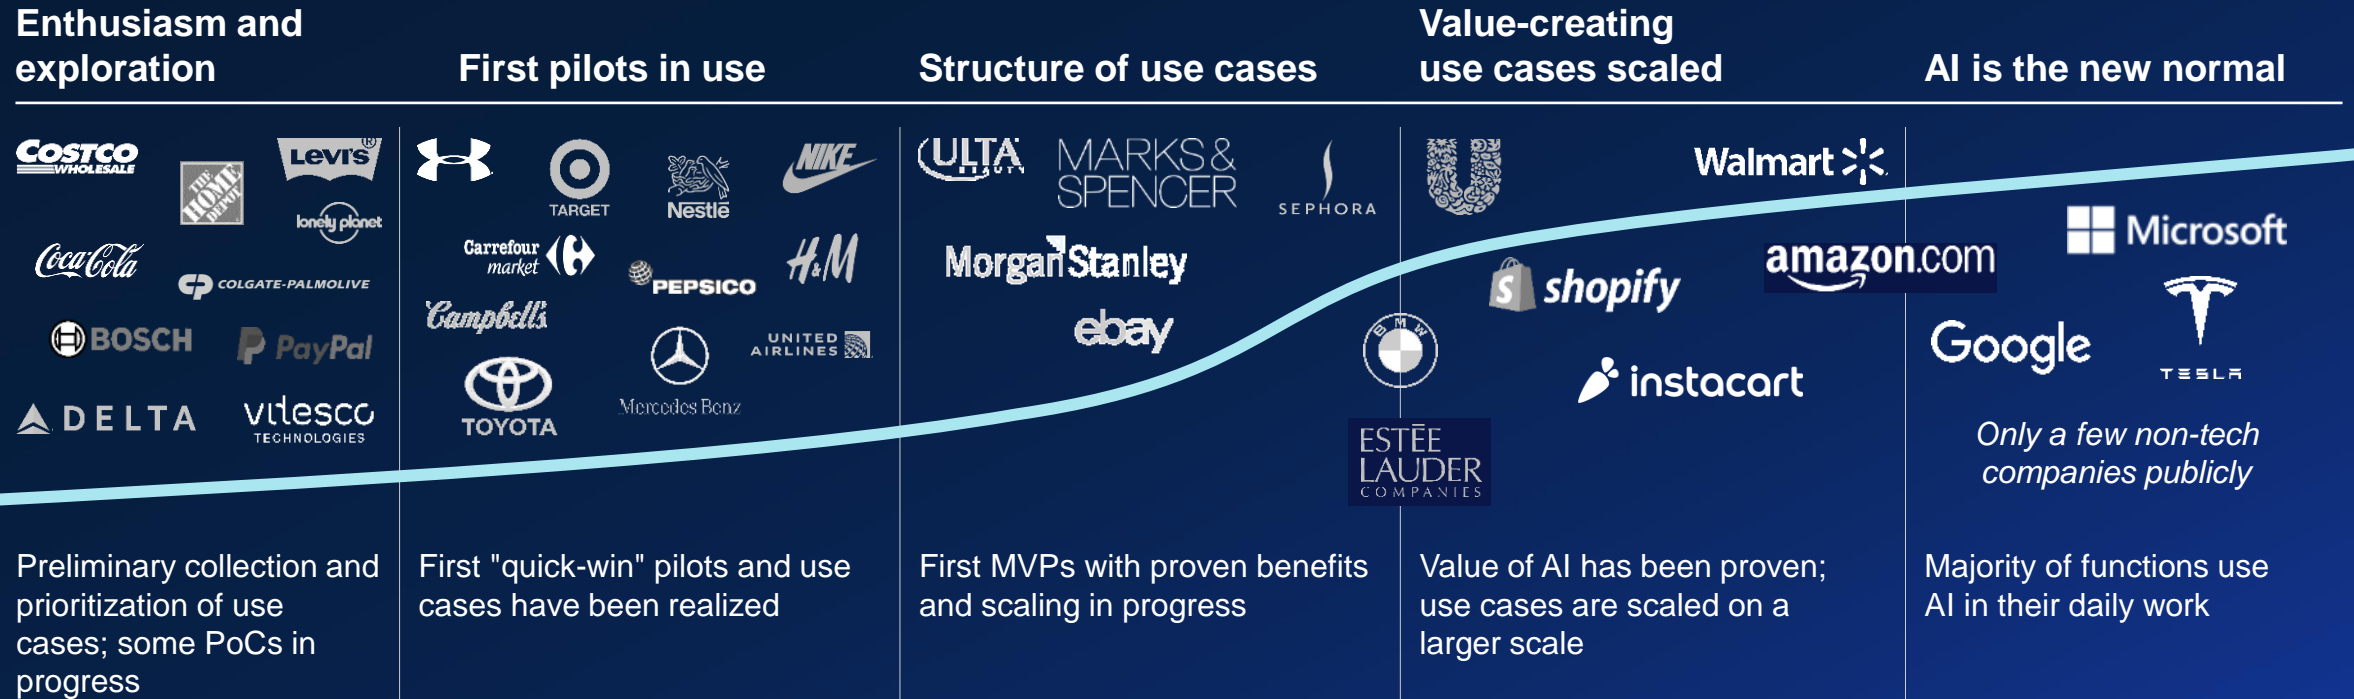 Enthusiasm and
exploration
First pilots in use
Structure of use cases
Value-creating
use cases scaled
AI is the new normal
COSTCO
WHOLESALE
THE
HOME
DEPOT
LEVI'S®
lonely planet
Coca-Cola
CP COLGATE-PALMOLIVE
BOSCH
PayPal
DELTA
vitesco
TECHNOLOGIES
TARGET
Nestlé
NIKE
Carrefour
market
PEPSICO
H&M
Campbell's
UNITED
AIRLINES
TOYOTA
Mercedes Benz
ULTA
BEAUTY
MARKS &
SPENCER
SEPHORA
Morgan Stanley
ebay
BMW
ESTĒE
LAUDER
COMPANIES
Walmart
S shopify
amazon.com
instacart
Microsoft
Google
TESLA
Only a few non-tech
companies publicly
Preliminary collection and
prioritization of use
cases; some PoCs in
progress
First "quick-win" pilots and use
cases have been realized
First MVPs with proven benefits
and scaling in progress
Value of AI has been proven;
use cases are scaled on a
larger scale
Majority of functions use
AI in their daily work